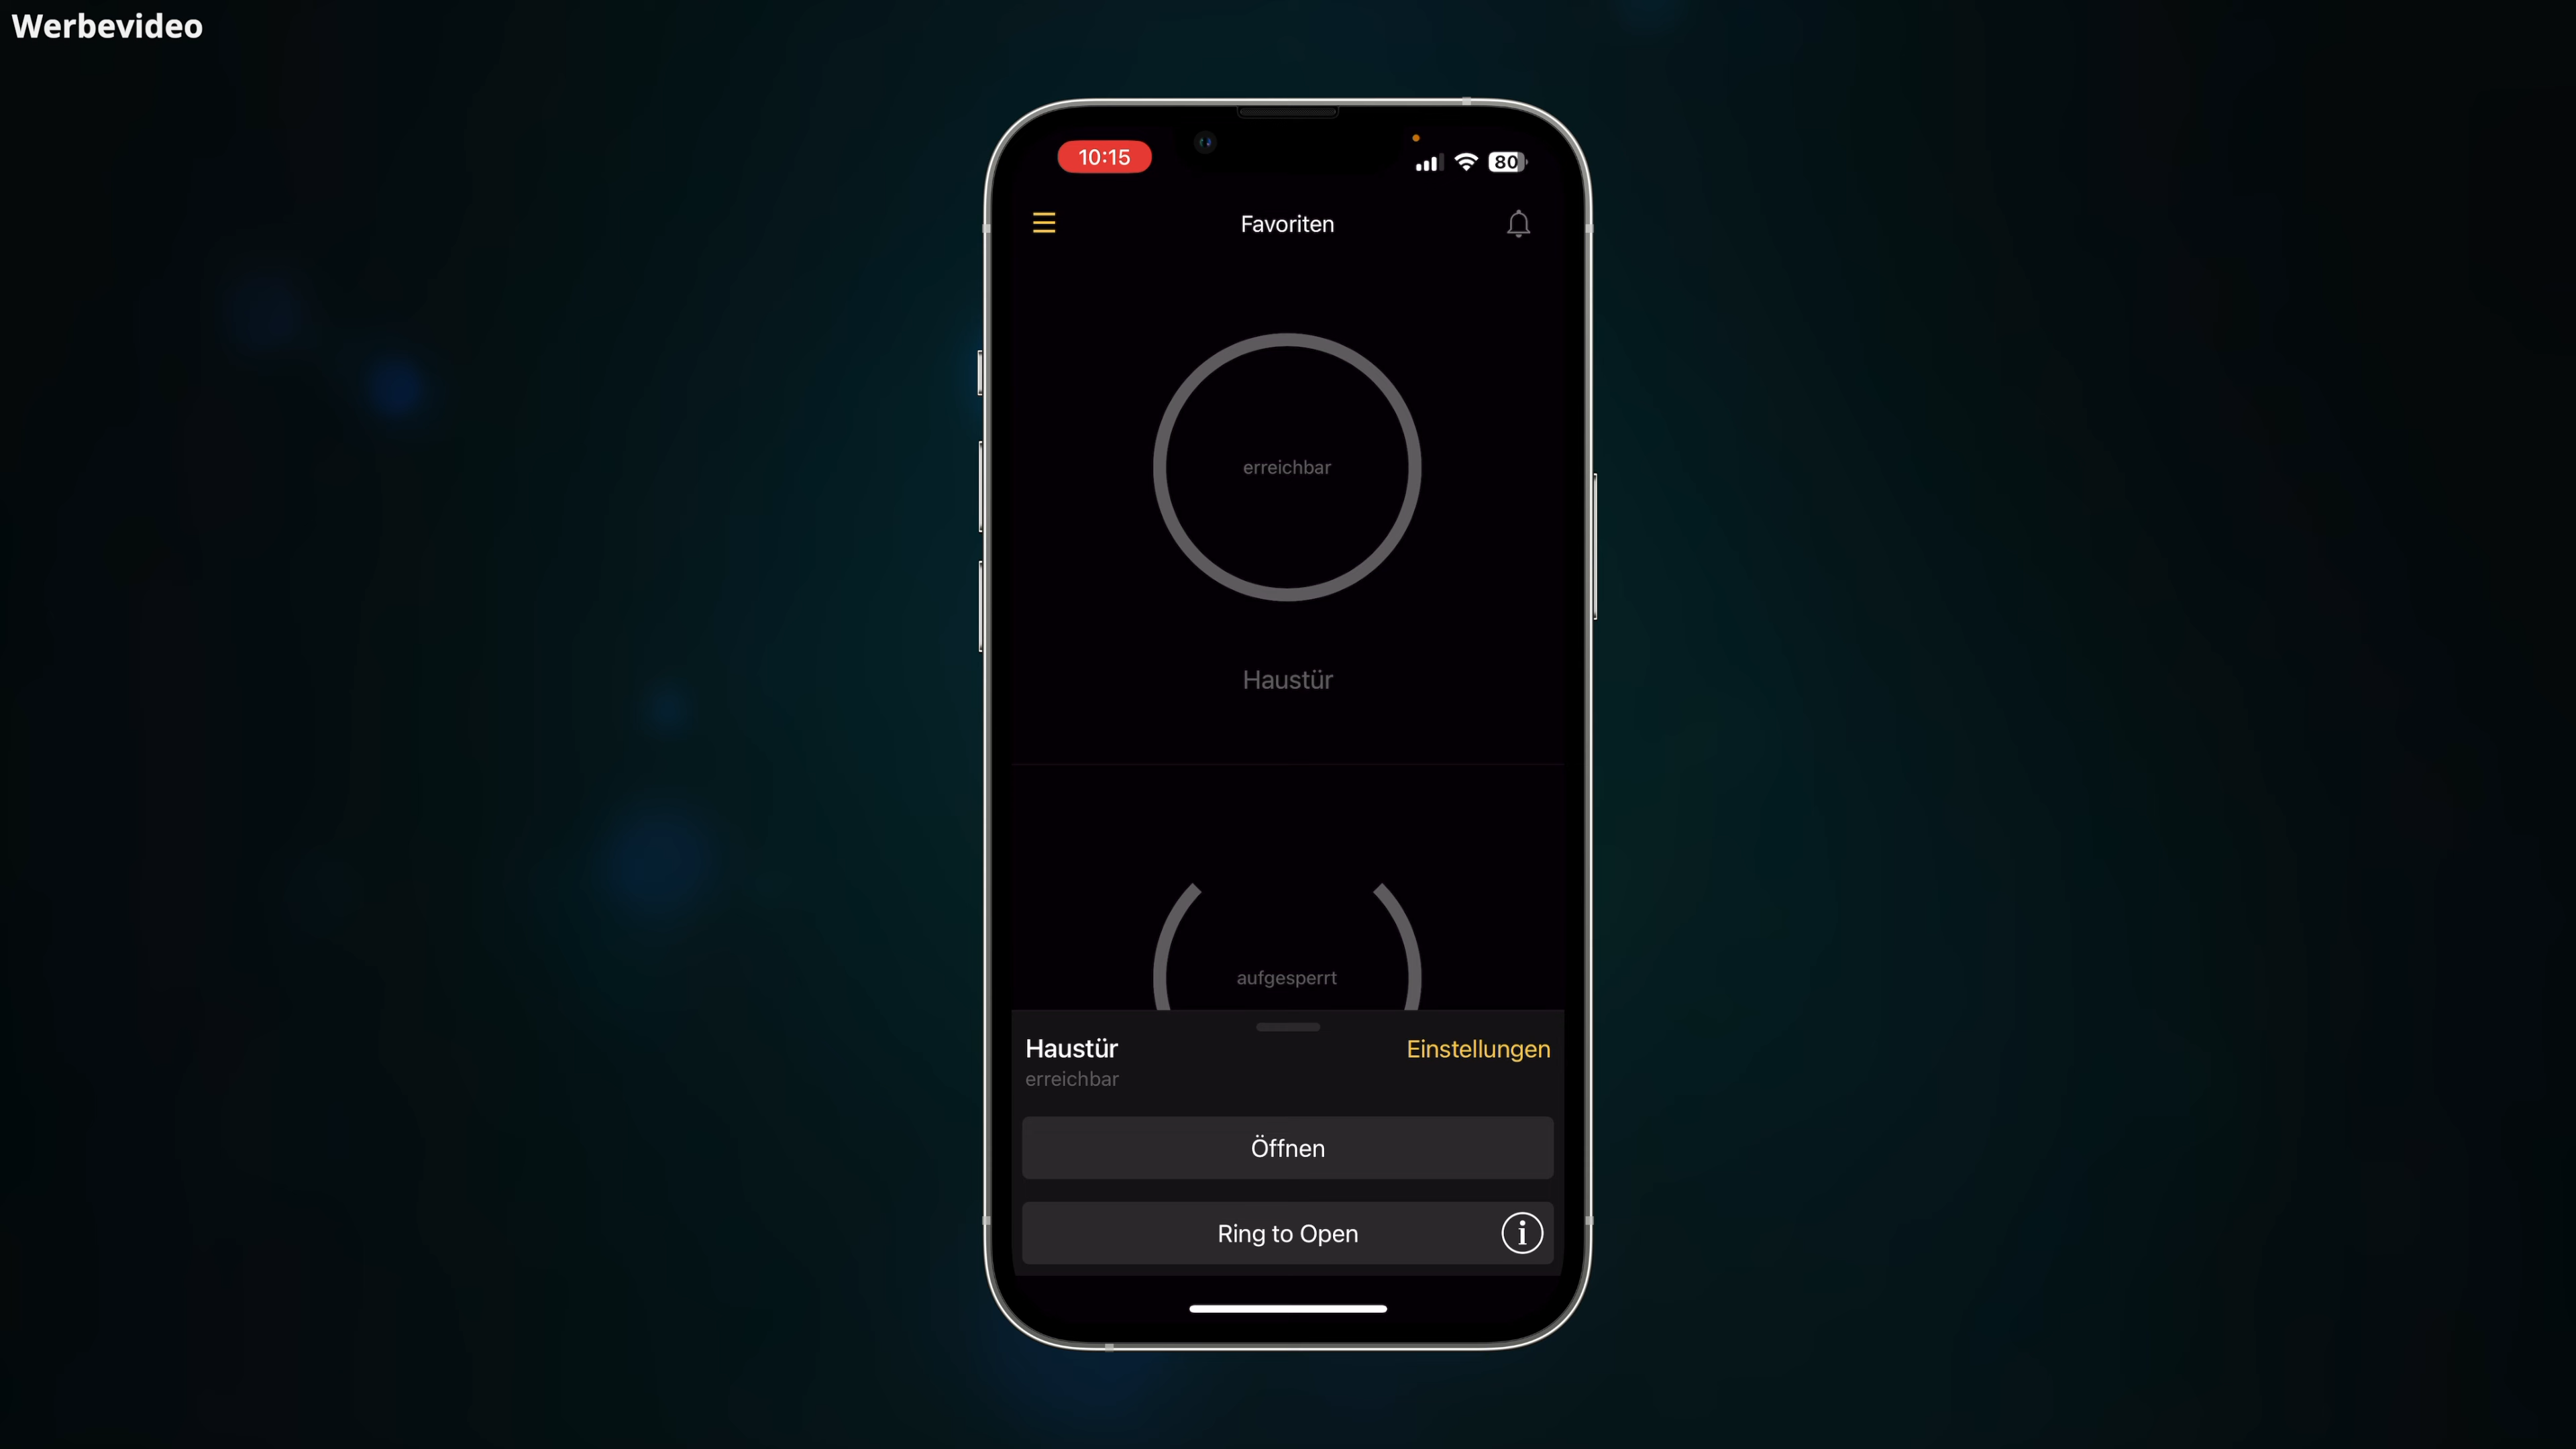 Werbevideo
10:15
80
Favoriten
erreichbar
Haustür
aufgesperrt
Haustür
Einstellungen
erreichbar
Öffnen
Ring to Open
i